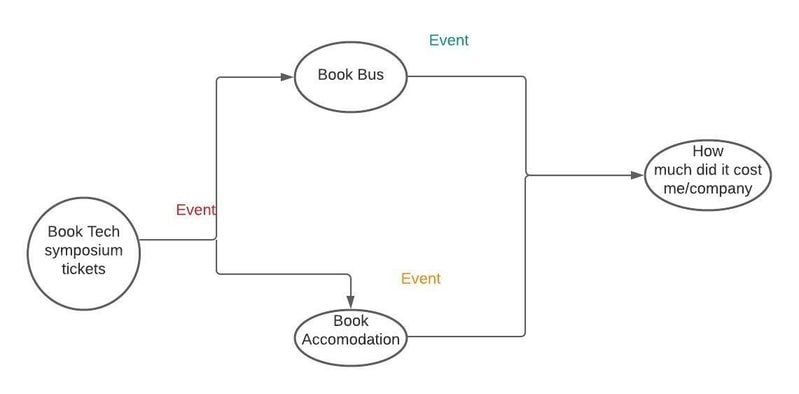 Event
Book Bus
How
much did it cost
me/company
Event
Book Tech
symposium
tickets
Event
Book
Accomodation